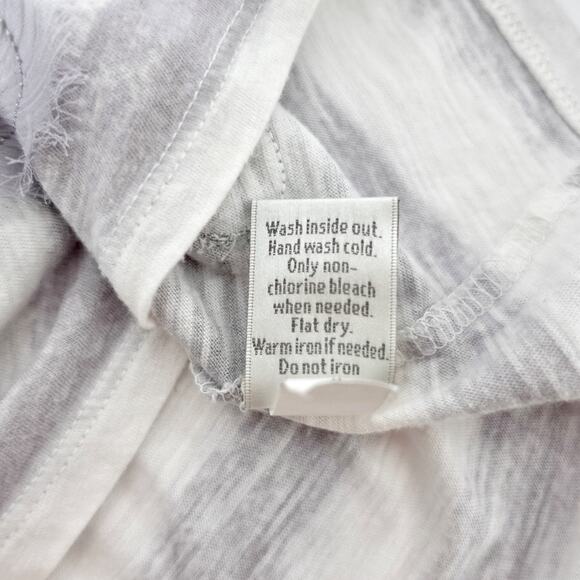 Wash inside out.
Hand wash cold.
Only non-
chlorine bleach
when needed.
Flat dry.
Warm iron if needed.
Do not iron